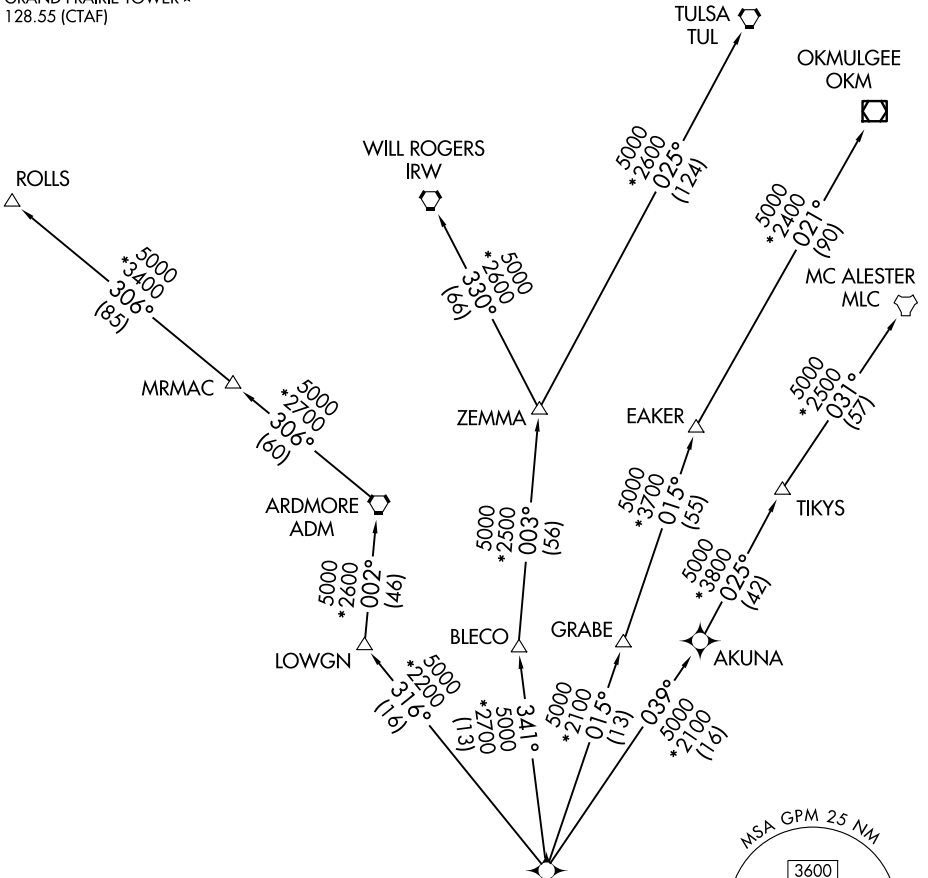 128.55 (CTAF)
TULSA
TUL
OKMULGEE
OKM
WILL ROGERS
IRW
ROLLS
5000
*2600
025°
(124)
5000
*2400
021°
(90)
5000
*3400
306°
(85)
5000
*2600
330°
(66)
MC ALESTER
MLC
MRMAC
5000
*2700
306°
(60)
ZEMMA
EAKER
5000
*2500
031°
(57)
ARDMORE
ADM
5000
*2500
003°
(56)
5000
*3700
015°
(55)
TIKYS
5000
*2600
002°
(46)
5000
*3800
025°
(42)
LOWGN
BLECO
GRABE
AKUNA
5000
*2200
316°
(16)
341°
5000
*2700
(13)
5000
*2100
015°
(13)
039°
5000
*2100
(16)
MSA GPM 25 NM
3600